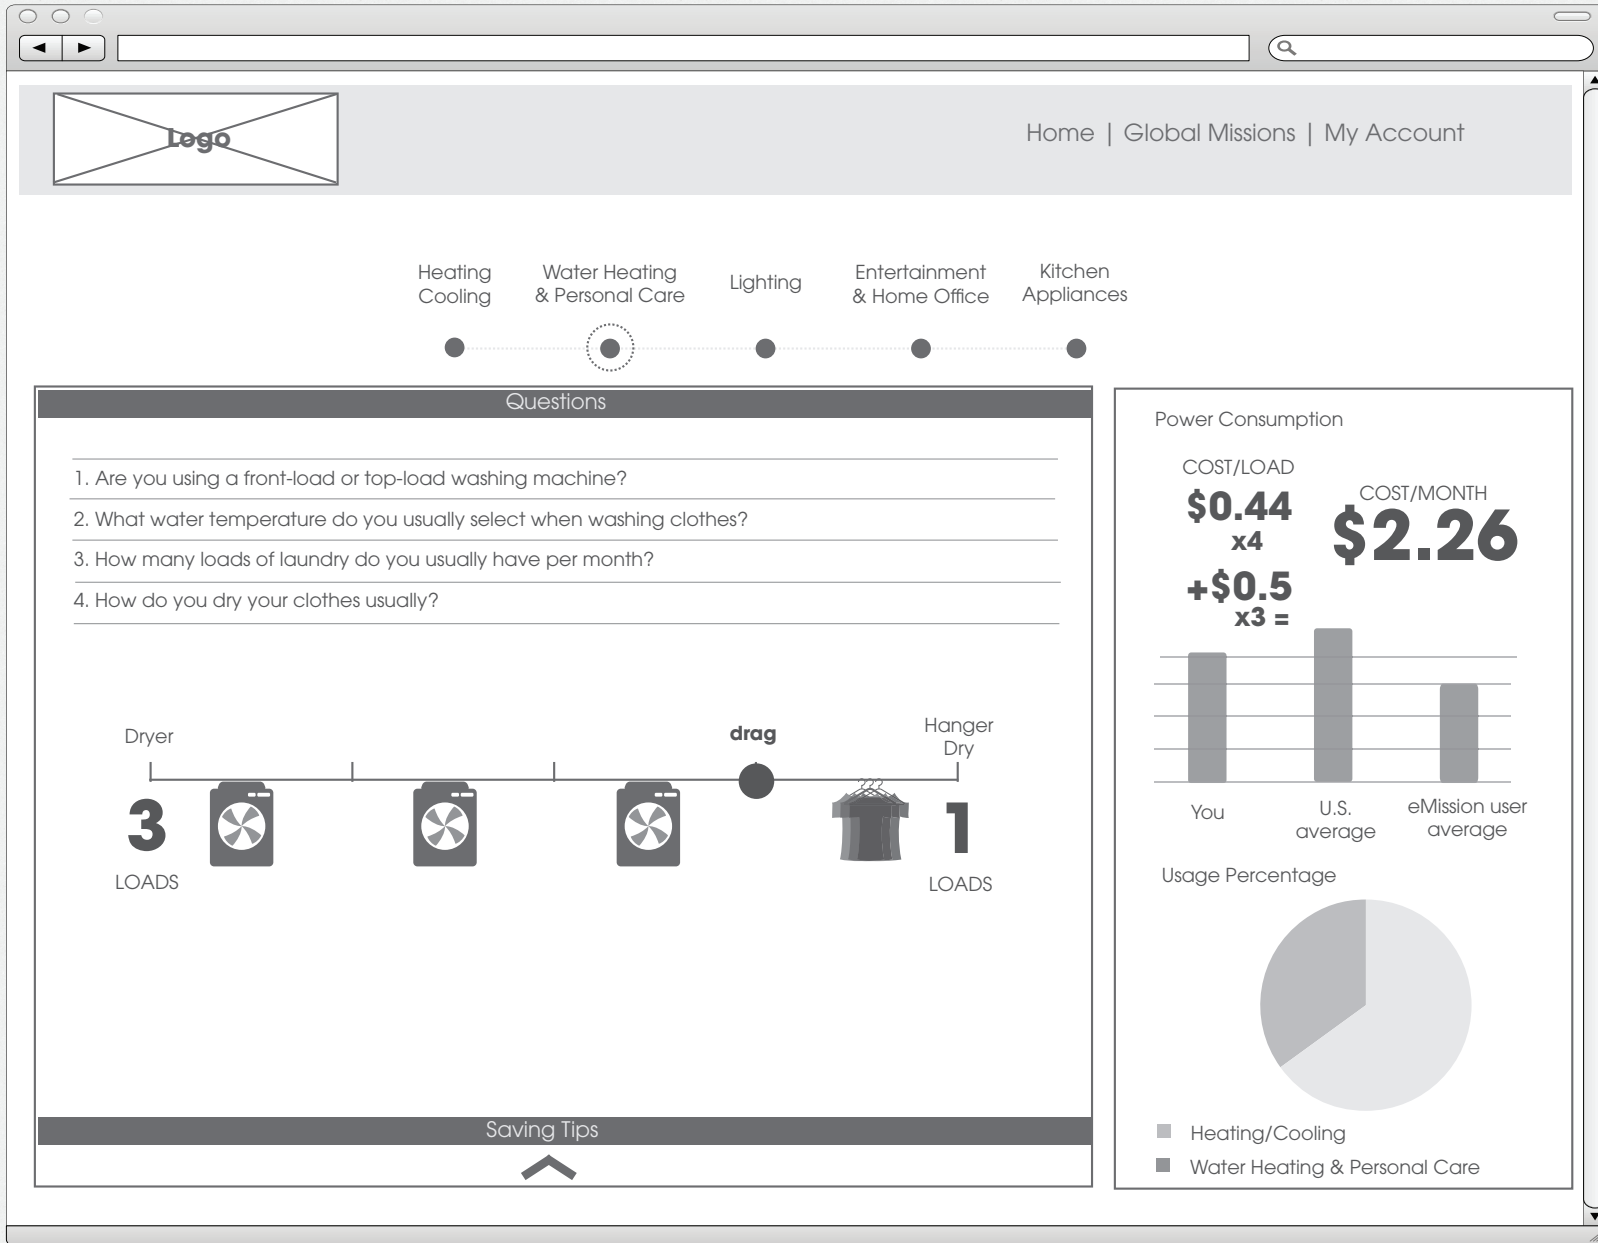 Logo
Home | Global Missions | My Account
Heating
Cooling
Water Heating
& Personal Care
Lighting
Entertainment
& Home Office
Kitchen
Appliances
Questions
1. Are you using a front-load or top-load washing machine?
2. What water temperature do you usually select when washing clothes?
3. How many loads of laundry do you usually have per month?
4. How do you dry your clothes usually?
Dryer
drag
Hanger
Dry
3
LOADS
1
LOADS
Saving Tips
Power Consumption
COST/LOAD
$0.44
x4
+$0.5
x3 =
COST/MONTH
$2.26
You
U.S.
average
eMission user
average
Usage Percentage
Heating/Cooling
Water Heating & Personal Care